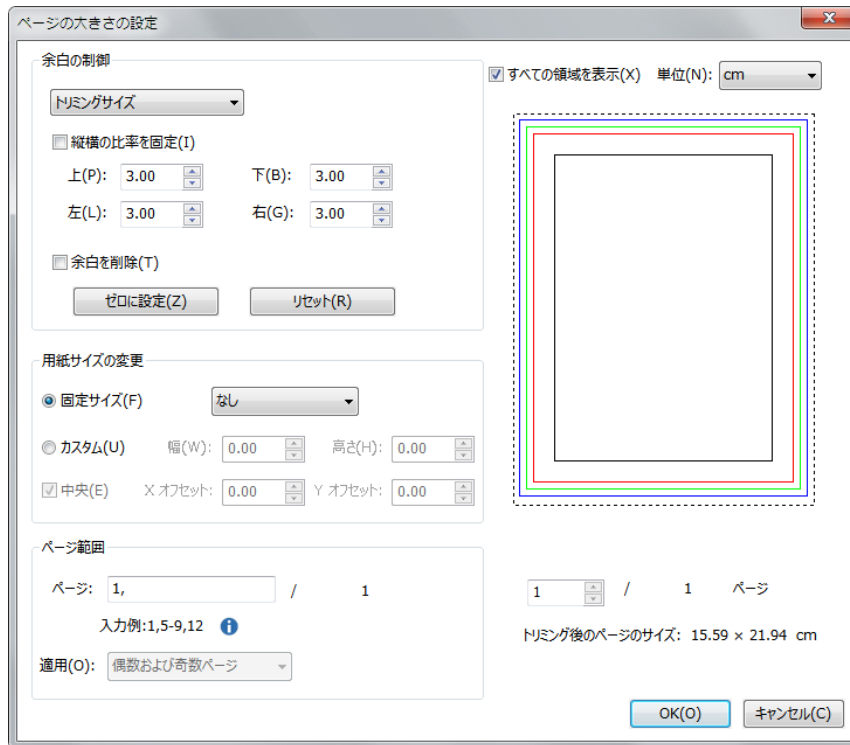 ページの大きさの設定
余白の制御
トリミングサイズ
縦横の比率を固定(I)
上(P): 3.00 下(B): 3.00
左(L): 3.00 右(G): 3.00
余白を削除(T)
ゼロに設定(Z) リセット(R)
用紙サイズの変更
固定サイズ(F) なし
カスタム(U) 幅(W): 0.00 高さ(H): 0.00
中央(E) X オフセット: 0.00 Y オフセット: 0.00
ページ範囲
ページ: 1, / 1
入力例:1,5-9,12
適用(O): 偶数および奇数ページ
すべての領域を表示(X) 単位(N): cm
1 / 1 ページ
トリミング後のページのサイズ: 15.59 × 21.94 cm
OK(O) キャンセル(C)